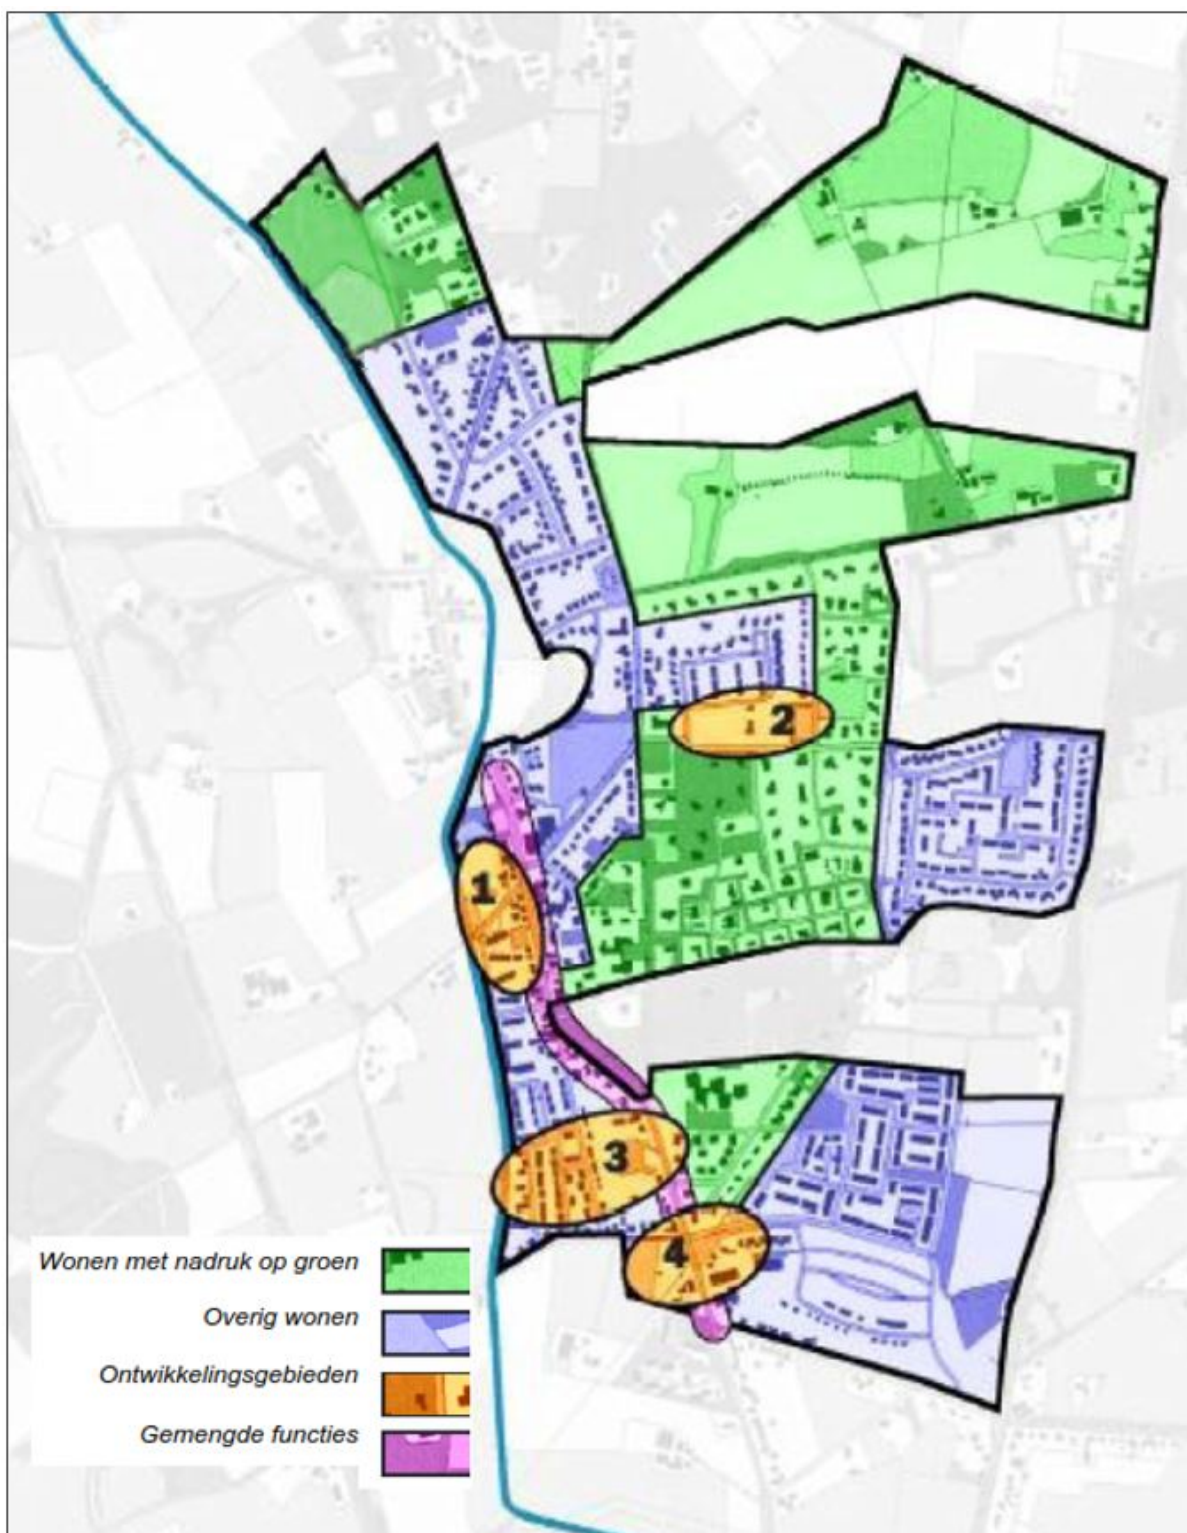 2
1
3
4
Wonen met nadruk op groen
Overig wonen
Ontwikkelingsgebieden
Gemengde functies